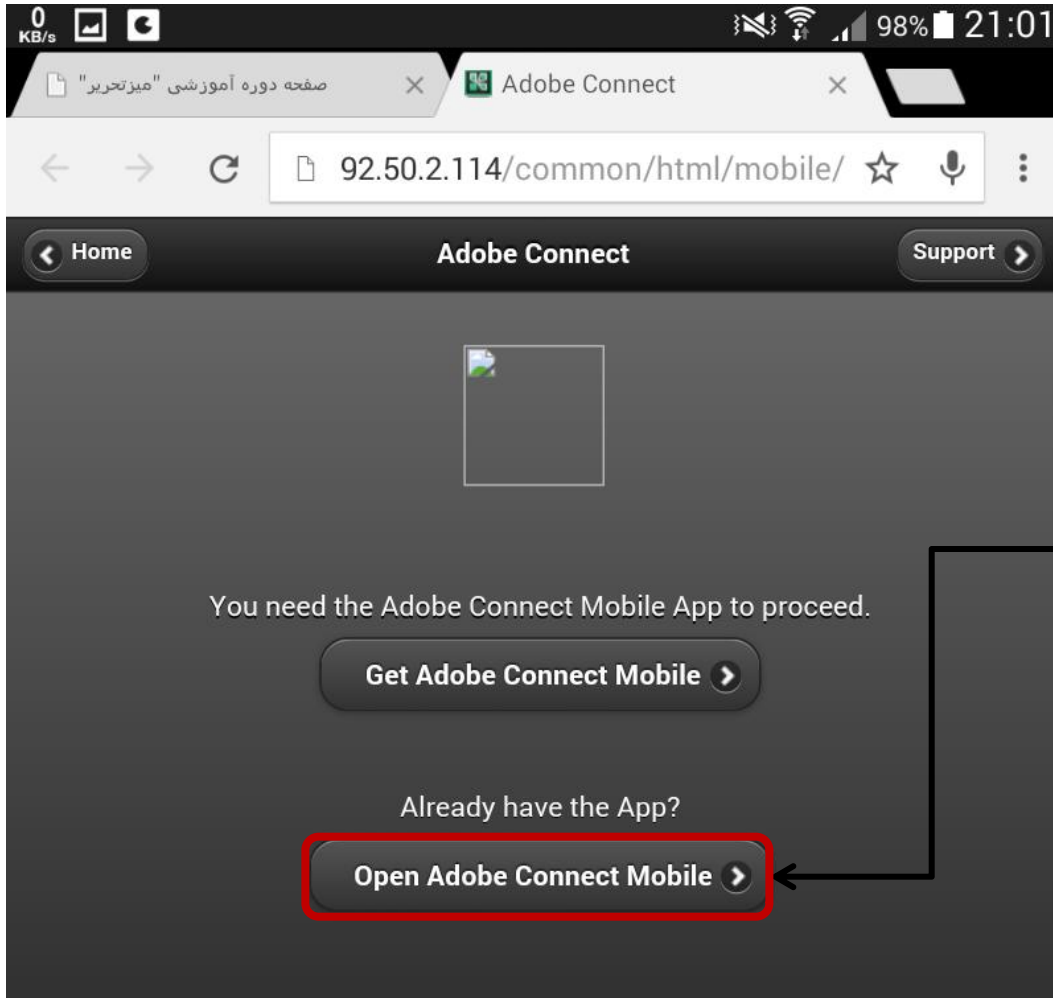 0
KB/s
98% 21:01
صفحه دوره آموزشی "میزتحریر"
Adobe Connect
92.50.2.114/common/html/mobile/
Home
Adobe Connect
Support
You need the Adobe Connect Mobile App to proceed.
Get Adobe Connect Mobile
Already have the App?
Open Adobe Connect Mobile